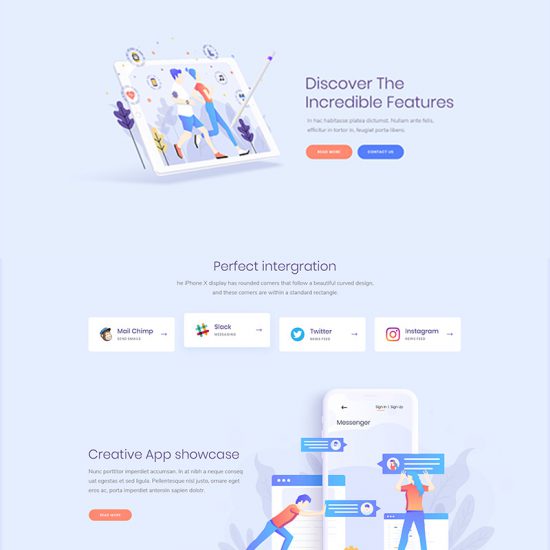 Discover The
Incredible Features
In hac habitasse platea dictumst. Nullam ante felis,
efficitur in tortor in, feugiat porta libero.
READ MORE
CONTACT US
Perfect intergration
he iPhone X display has rounded corners that follow a beautiful curved design,
and these corners are within a standard rectangle.
Mail Chimp
SEND EMAILS
Slack
MESSAGING
Twitter
NEWS FEED
Instagram
NEWS FEED
Sign In | Sign Up
Messenger
Creative App showcase
Nunc porttitor imperdiet accumsan. In at nibh a neque conseq
uat egestas et sed ligula. Pellentesque nisl justo, ornare eget
eros ac, porta imperdiet antonsin sapien dolotr.
READ MORE